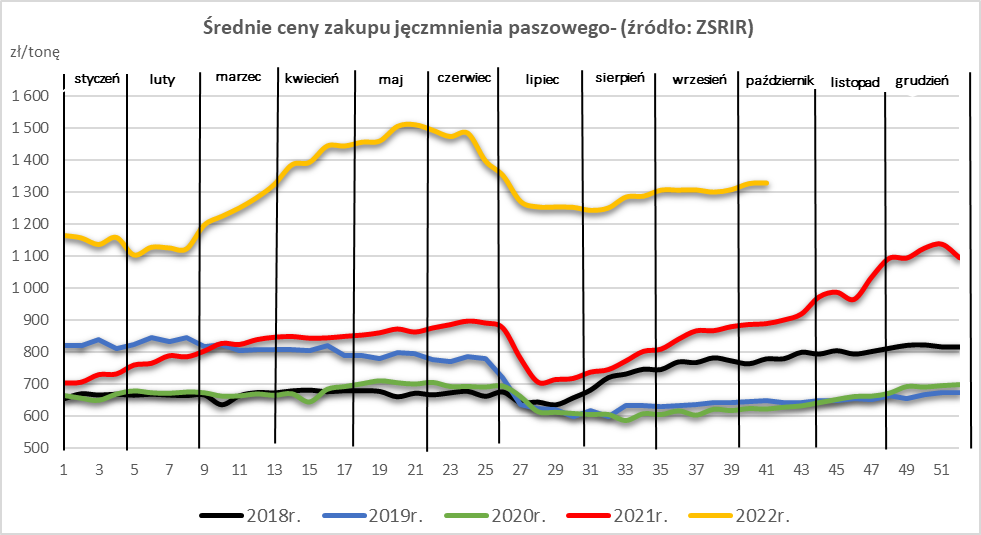 Średnie ceny zakupu jęczmnienia paszowego- (źródło: ZSRIR)
zł/tonę
styczeń luty marzec kwiecień maj czerwiec lipiec sierpień wrzesień październik listopad grudzień
1 600
1 500
1 400
1 300
1 200
1 100
1 000
900
800
700
600
500
1 3 5 7 9 11 13 15 17 19 21 23 25 27 29 31 33 35 37 39 41 43 45 47 49 51
2018r. 2019r. 2020r. 2021r. 2022r.